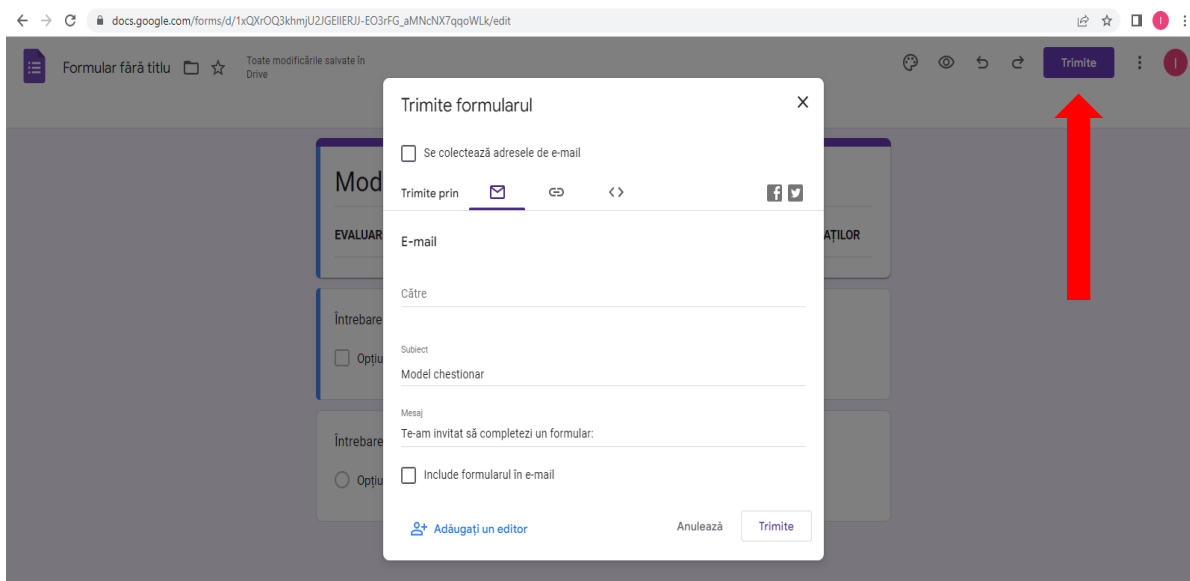 docs.google.com/forms/d/1xQXrOQ3khmjU2JGEIlERJJ-EO3rFG_aMNcNX7qqoWLk/edit
Formular fără titlu
Toate modificările salvate în
Drive
Trimite
Trimite formularul
Se colectează adresele de e-mail
Mod
Trimite prin
EVALUAR
AȚILOR
E-mail
Către
Întrebare
Subiect
Opțiu
Model chestionar
Mesaj
Te-am invitat să completezi un formular:
Întrebare
Include formularul în e-mail
Opțiu
Adăugați un editor
Anulează
Trimite